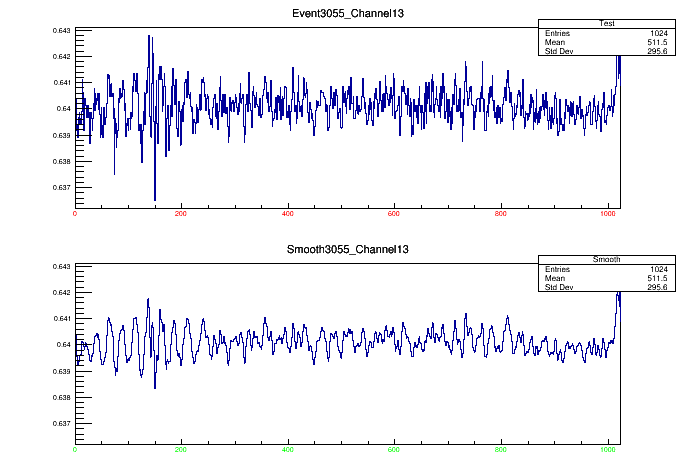 Event3055_Channel13
Test
Entries 1024
Mean 511.5
Std Dev 295.6
0.643
0.642
0.641
0.64
0.639
0.638
0.637
0 200 400 600 800 1000
Smooth3055_Channel13
Smooth
Entries 1024
Mean 511.5
Std Dev 295.6
0.643
0.642
0.641
0.64
0.639
0.638
0.637
0 200 400 600 800 1000